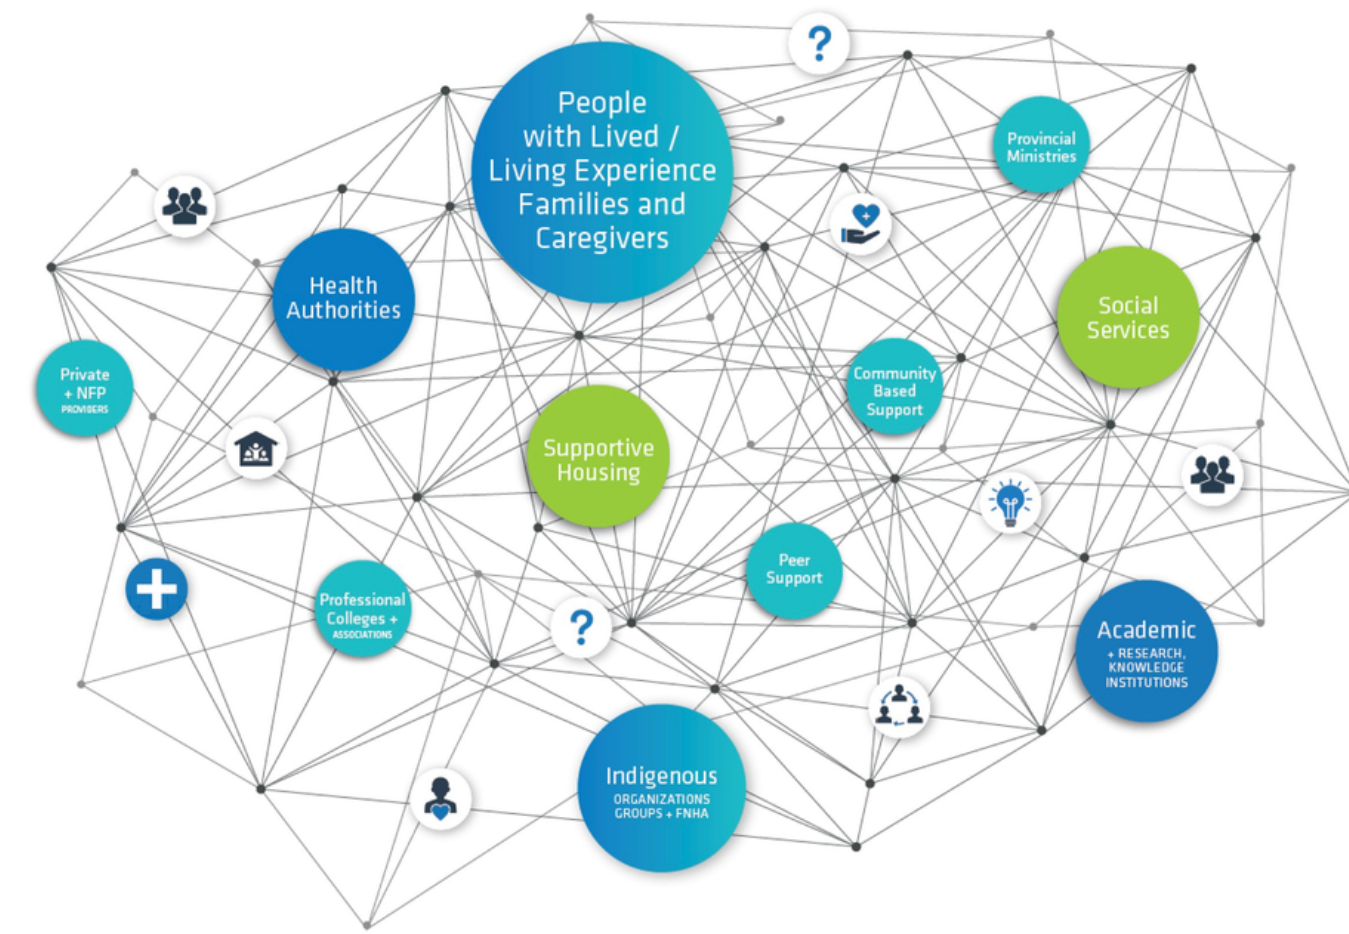 ?
People
with Lived /
Living Experience
Families and
Caregivers
Provincial
Ministries
Health
Authorities
Social
Services
Private
+ NFP
PROVIDERS
Community
Based
Support
Supportive
Housing
Peer
Support
Professional
Colleges +
ASSOCIATIONS
?
Academic
+ RESEARCH,
KNOWLEDGE
INSTITUTIONS
Indigenous
ORGANIZATIONS
GROUPS + FNHA